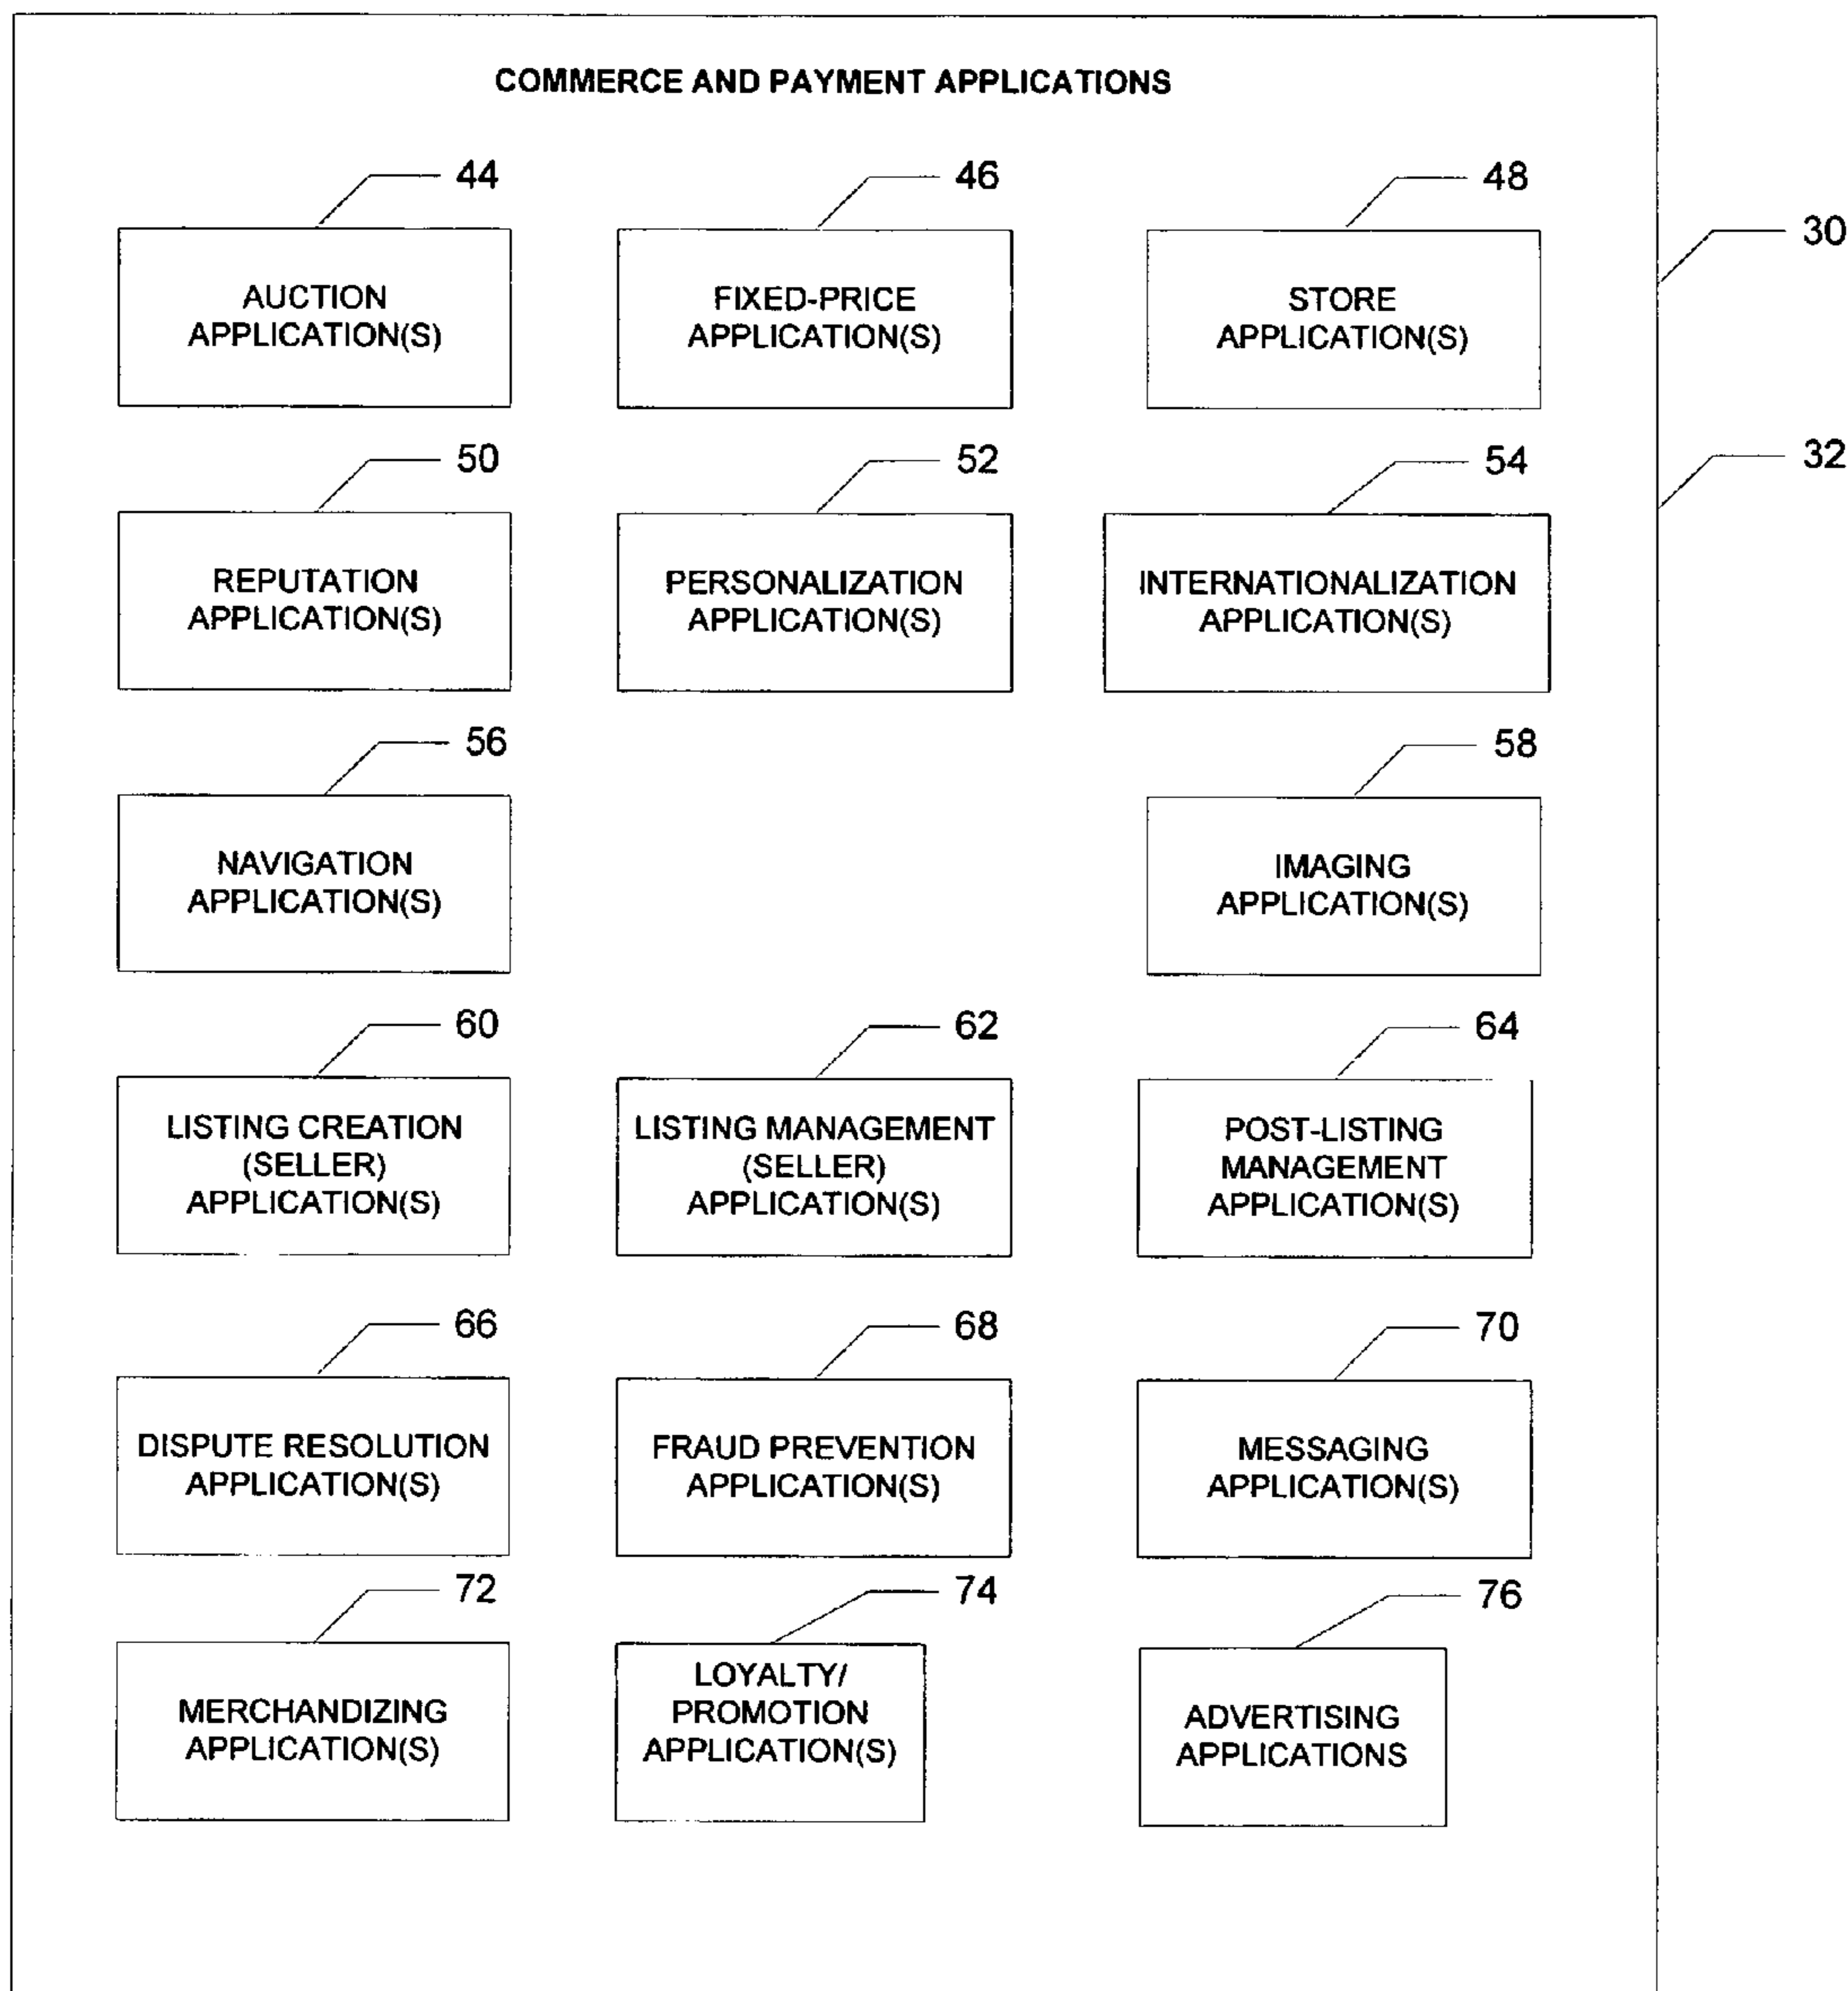 COMMERCE AND PAYMENT APPLICATIONS
44
46
48
30
AUCTION
APPLICATION(S)
FIXED-PRICE
APPLICATION(S)
STORE
APPLICATION(S)
50
52
54
32
REPUTATION
APPLICATION(S)
PERSONALIZATION
APPLICATION(S)
INTERNATIONALIZATION
APPLICATION(S)
56
58
NAVIGATION
APPLICATION(S)
IMAGING
APPLICATION(S)
60
62
64
LISTING CREATION
(SELLER)
APPLICATION(S)
LISTING MANAGEMENT
(SELLER)
APPLICATION(S)
POST-LISTING
MANAGEMENT
APPLICATION(S)
66
68
70
DISPUTE RESOLUTION
APPLICATION(S)
FRAUD PREVENTION
APPLICATION(S)
MESSAGING
APPLICATION(S)
72
74
76
MERCHANDIZING
APPLICATION(S)
LOYALTY/
PROMOTION
APPLICATION(S)
ADVERTISING
APPLICATIONS